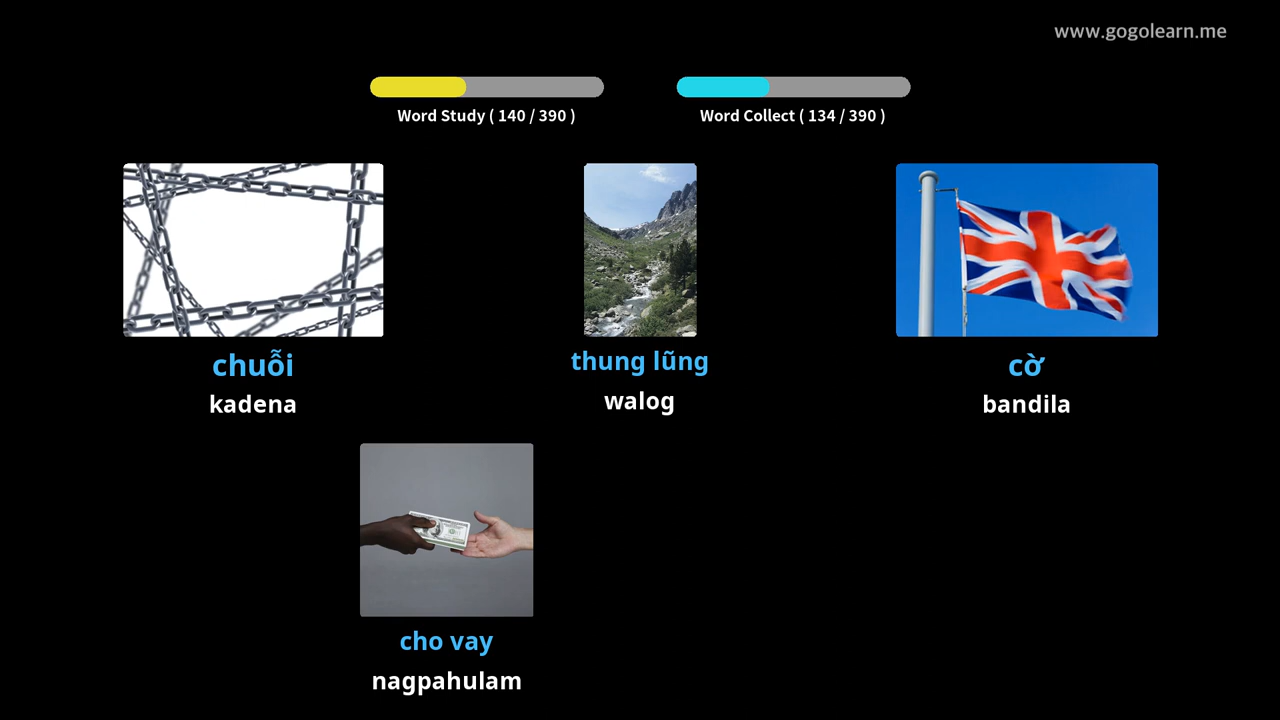 www.gogolearn.me
Word Study ( 140 / 390 )
Word Collect ( 134 / 390 )
chuỗi
thung lũng
cờ
kadena
walog
bandila
cho vay
nagpahulam